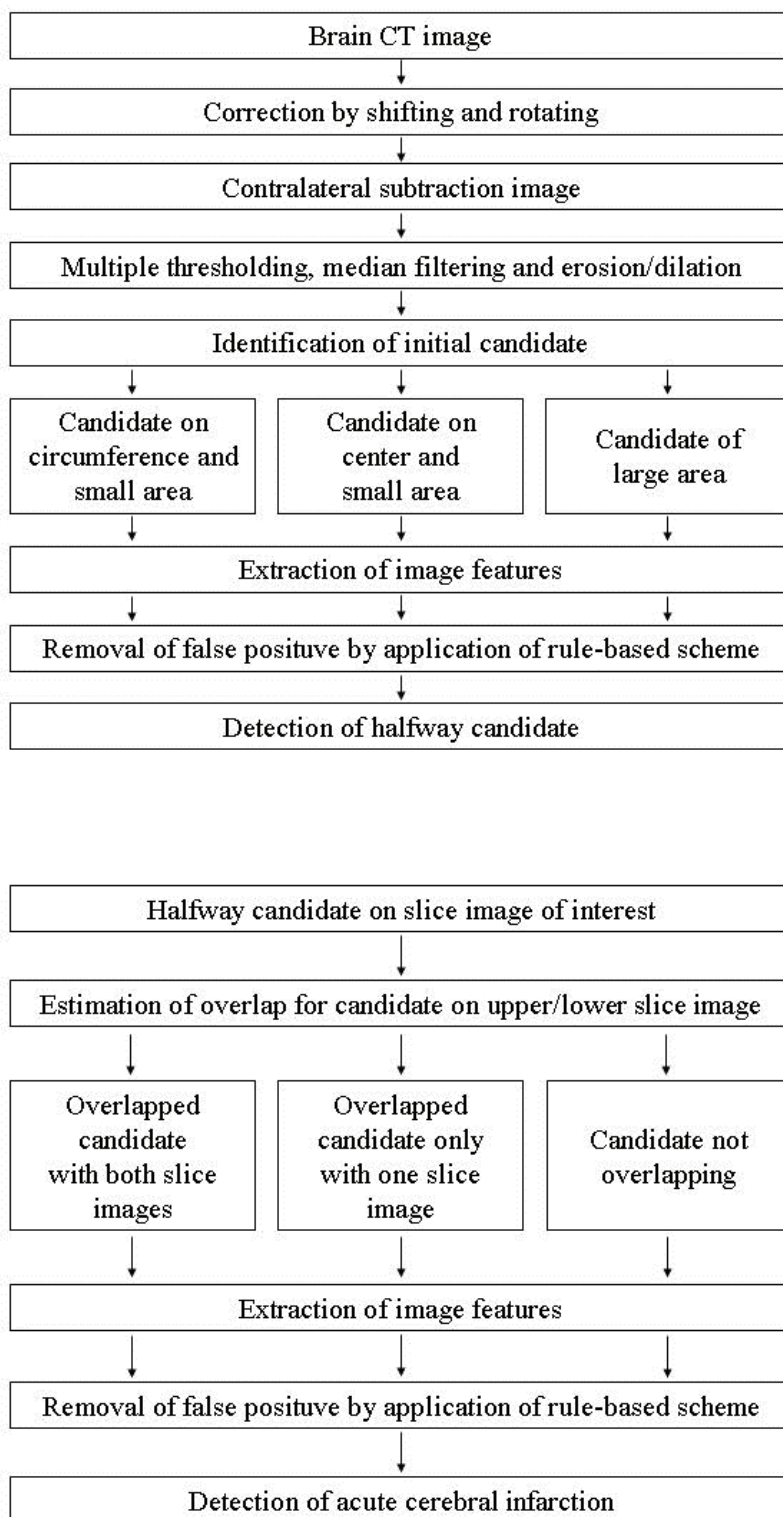 Brain CT image
Correction by shifting and rotating
Contralateral subtraction image
Multiple thresholding, median filtering and erosion/dilation
Identification of initial candidate
Candidate on
circumference and
small area
Candidate on
center and
small area
Candidate of
large area
Extraction of image features
Removal of false posituve by application of rule-based scheme
Detection of halfway candidate
Halfway candidate on slice image of interest
Estimation of overlap for candidate on upper/lower slice image
Overlapped
candidate
with both slice
images
Overlapped
candidate only
with one slice
image
Candidate not
overlapping
Extraction of image features
Removal of false posituve by application of rule-based scheme
Detection of acute cerebral infarction